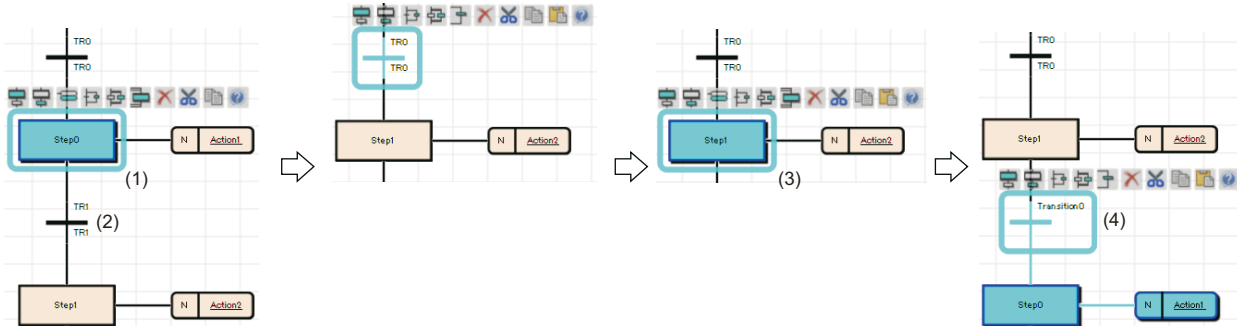 TR0
TR0
Step0
N
Action1
(1)
TR1
(2)
TR1
Step1
N
Action2
TR0
TR0
Step1
N
Action2
TR0
TR0
Step1
N
Action2
(3)
TR0
TR0
Step1
N
Action2
Transition0
(4)
Step0
N
Action1